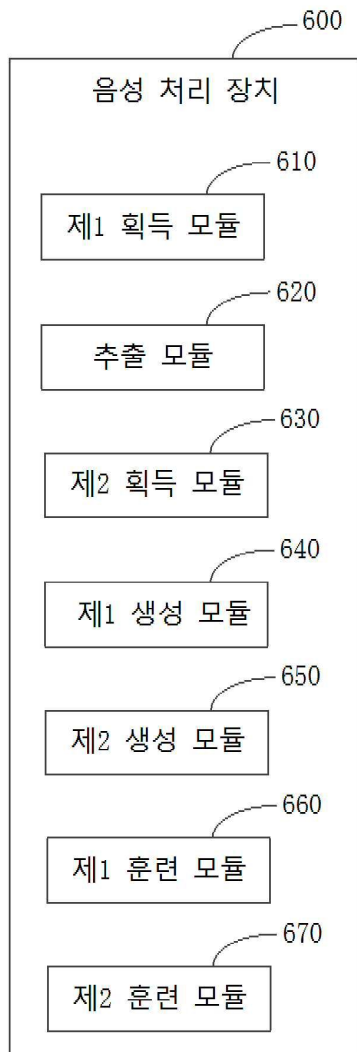 600
음성 처리 장치
610
제1 획득 모듈
620
추출 모듈
630
제2 획득 모듈
640
제1 생성 모듈
650
제2 생성 모듈
660
제1 훈련 모듈
670
제2 훈련 모듈